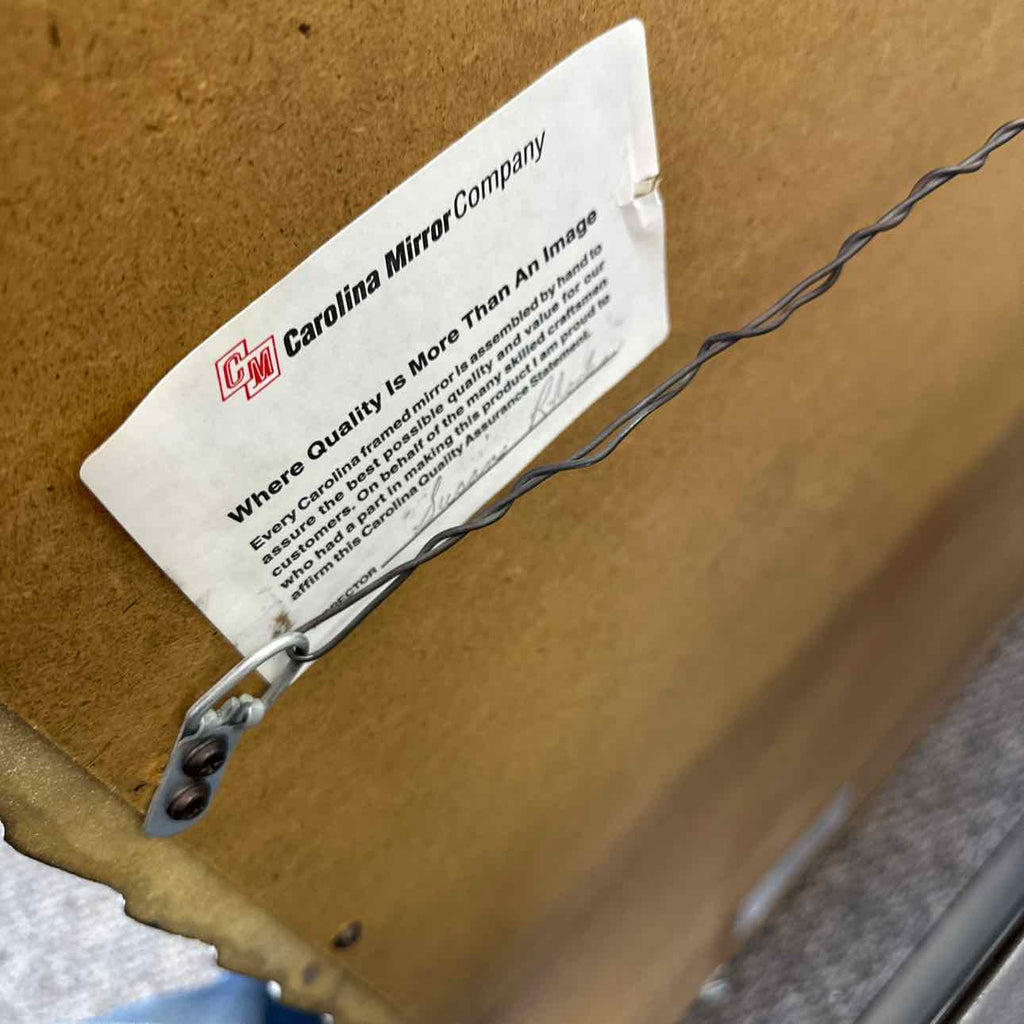 CM Carolina Mirror Company
Where Quality Is More Than An Image
Every Carolina framed mirror is assembled by hand to
assure the best possible quality and value for our
customers. On behalf of the many skilled craftsman
who had a part in making this product I am proud to
affirm this Carolina Quality Assurance Statement.